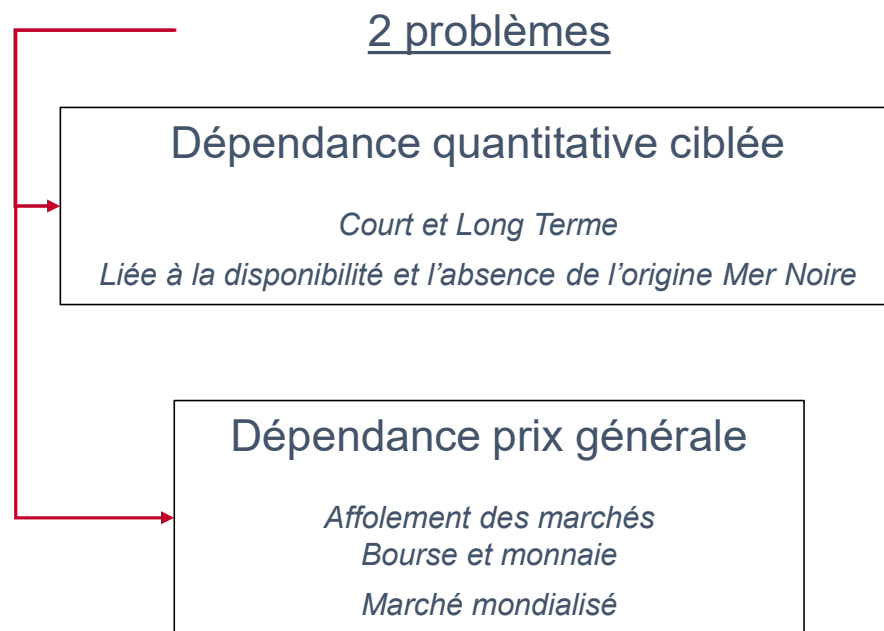 2 problèmes
Dépendance quantitative ciblée
Court et Long Terme
Liée à la disponibilité et l’absence de l’origine Mer Noire
Dépendance prix générale
Affolement des marchés
Bourse et monnaie
Marché mondialisé